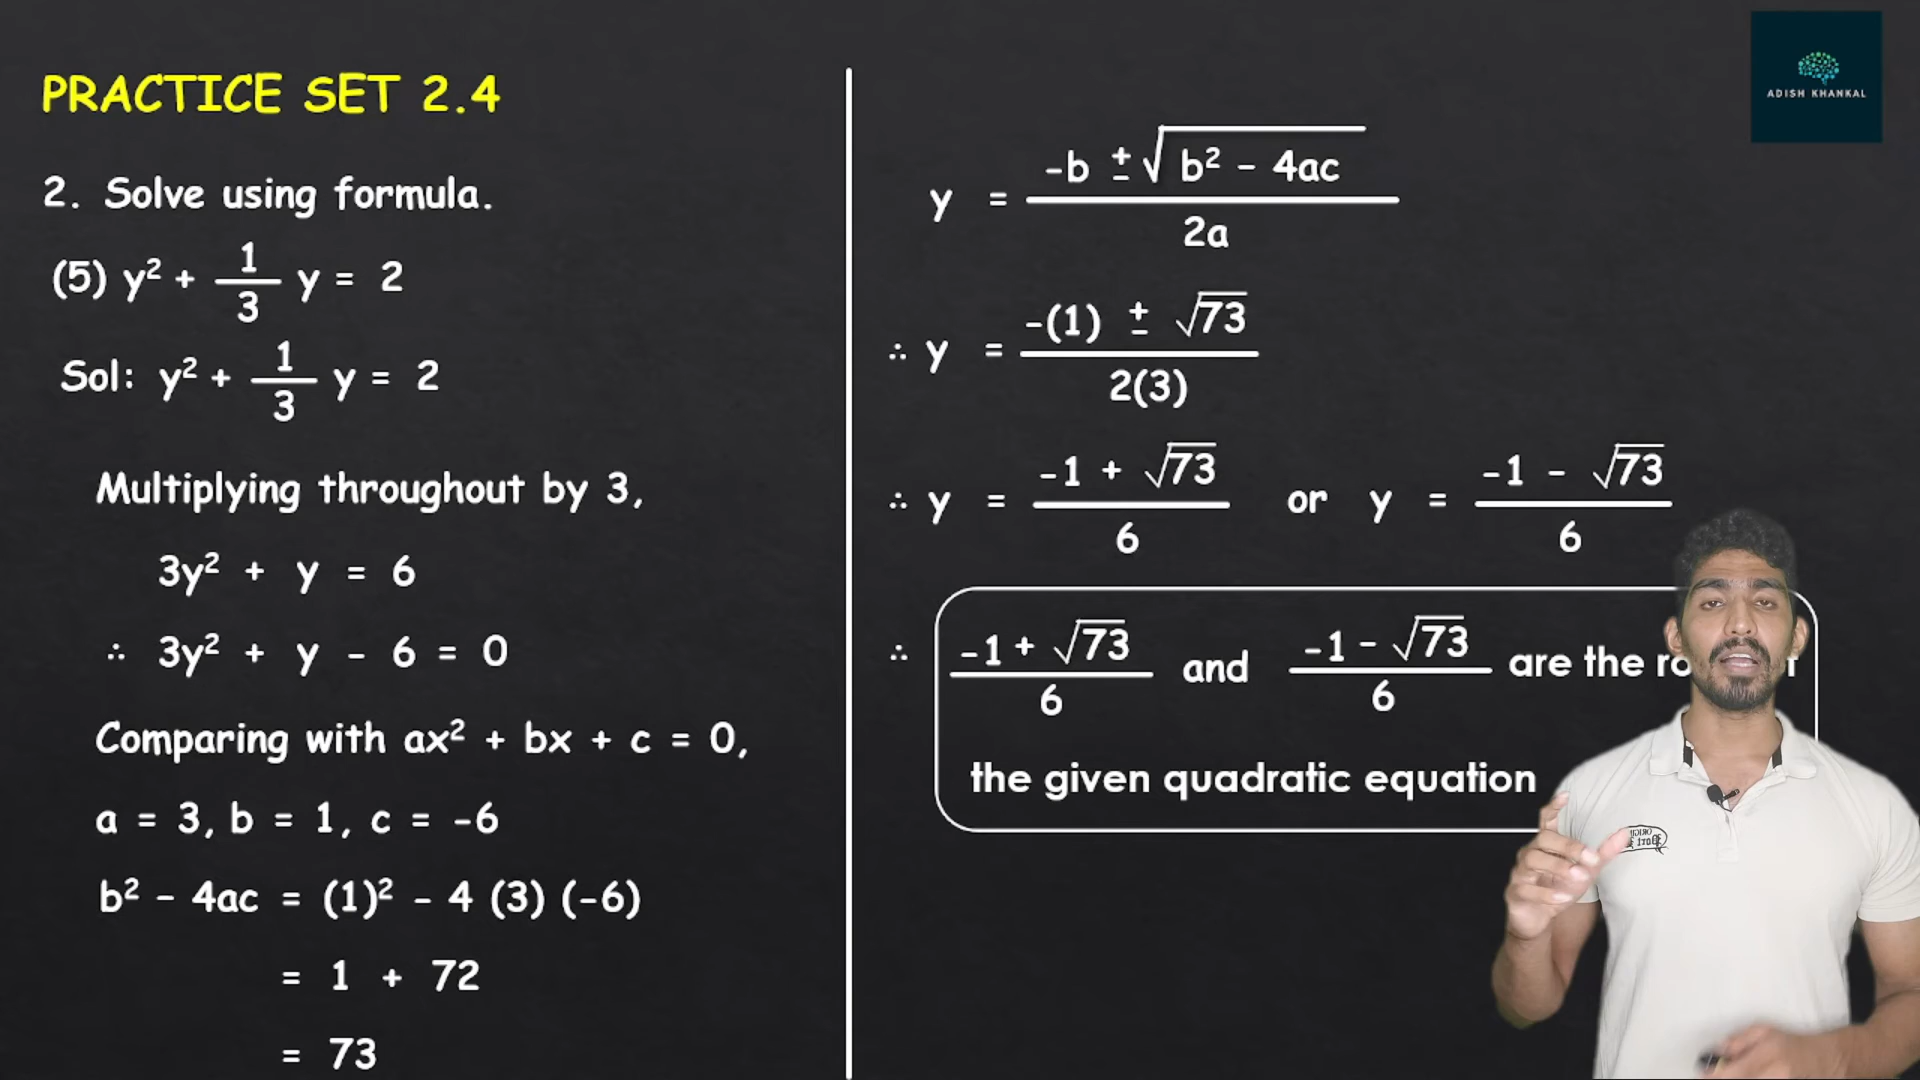 PRACTICE SET 2.4
2. Solve using formula.
(5) y² + 1/3 y = 2
Sol: y² + 1/3 y = 2
Multiplying throughout by 3,
3y² + y = 6
∴ 3y² + y - 6 = 0
Comparing with ax² + bx + c = 0,
a = 3, b = 1, c = -6
b² - 4ac = (1)² - 4 (3) (-6)
= 1 + 72
= 73
y = (-b ± √(b² - 4ac)) / 2a
∴ y = (-(1) ± √73) / 2(3)
∴ y = (-1 + √73) / 6 or y = (-1 - √73) / 6
∴ (-1 + √73) / 6 and (-1 - √73) / 6 are the
the given quadratic equation
ADISH KHANKAL